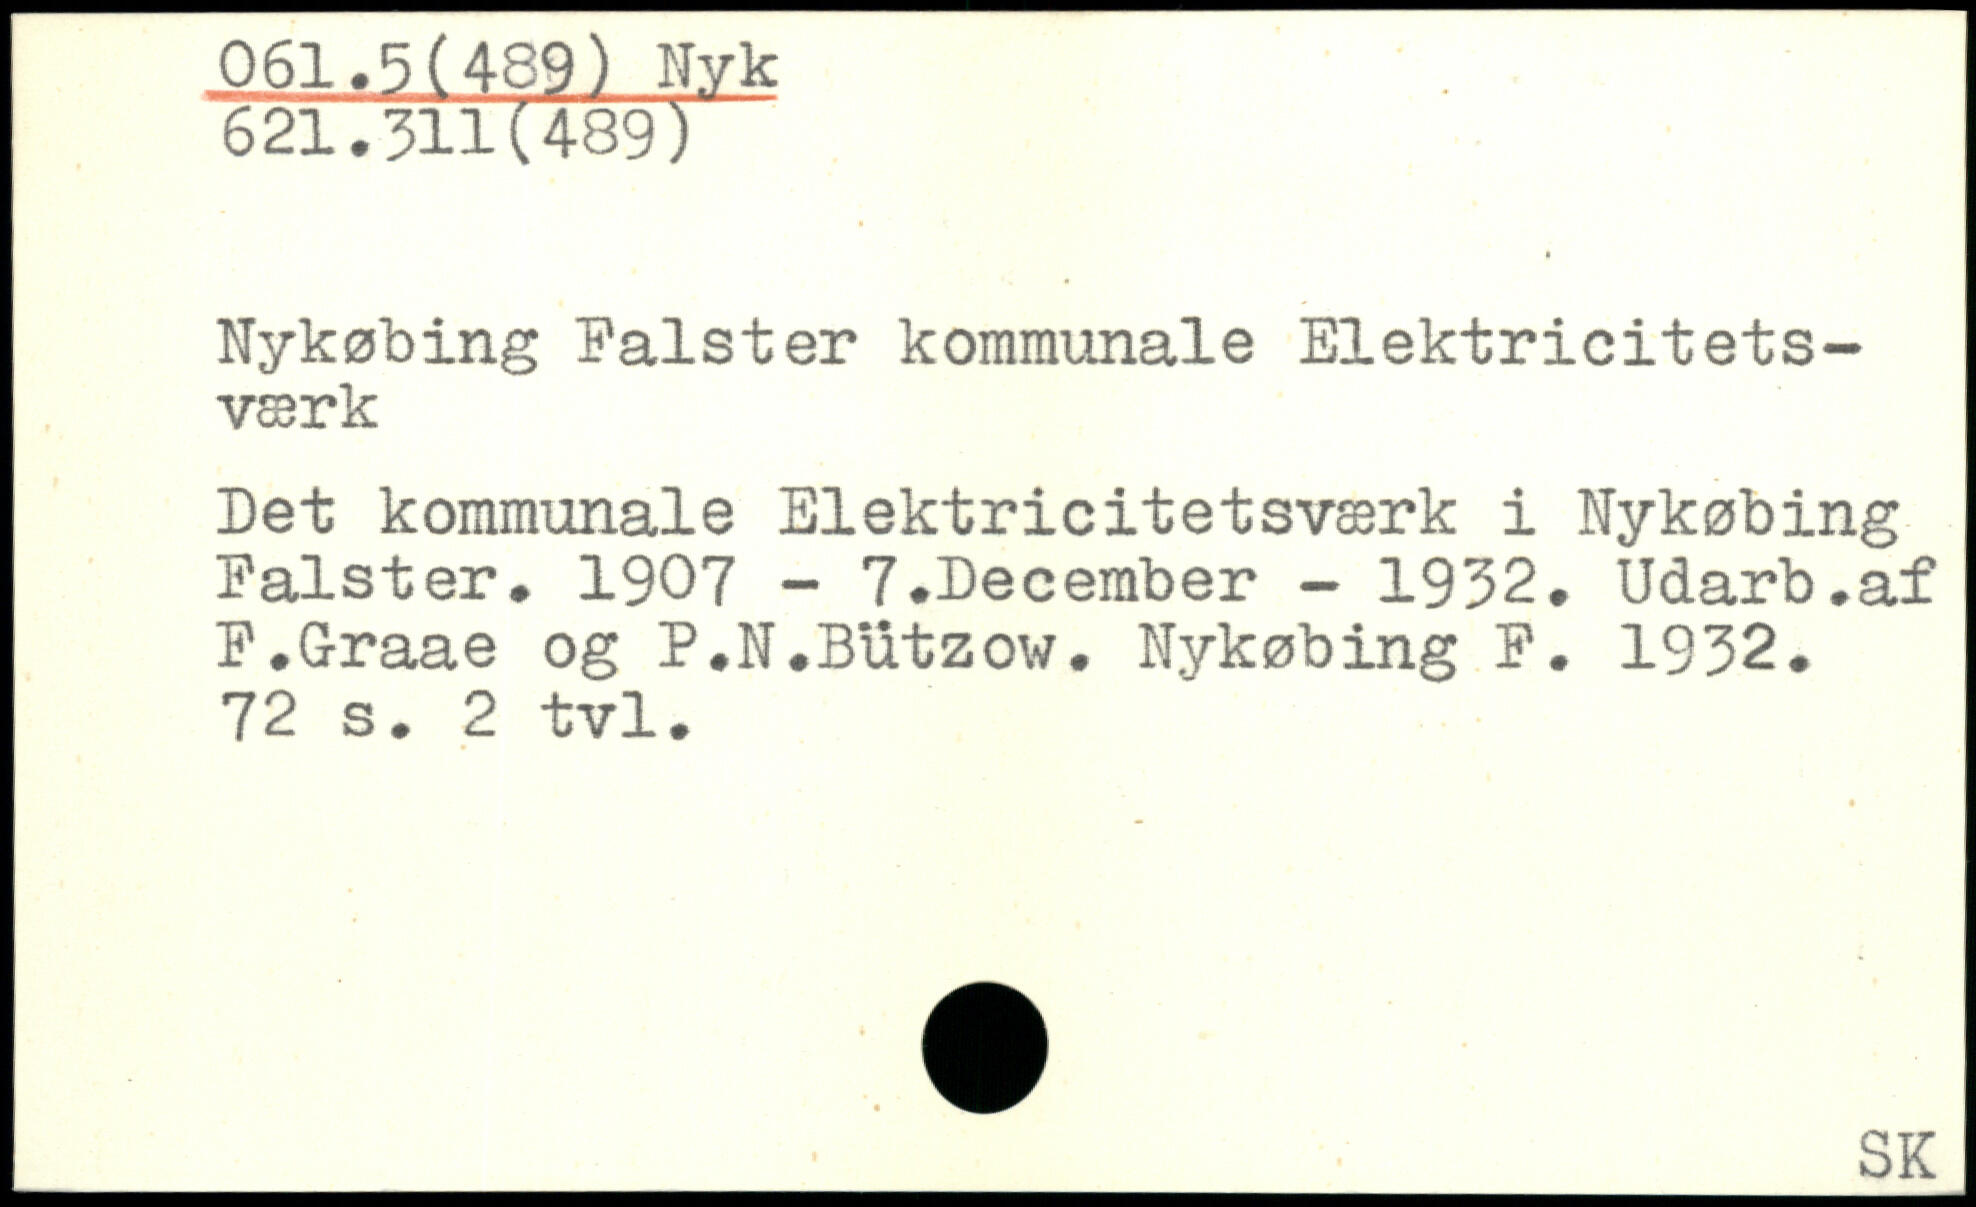 061.5(489) Nyk
621.311(489)
Nykøbing Falster kommunale Elektricitets-
værk
Det kommunale Elektricitetsværk i Nykøbing
Falster. 1907 - 7.December - 1932. Udarb.af
F.Graae og P.N.Bützow. Nykøbing F. 1932.
72 s. 2 tvl.
SK